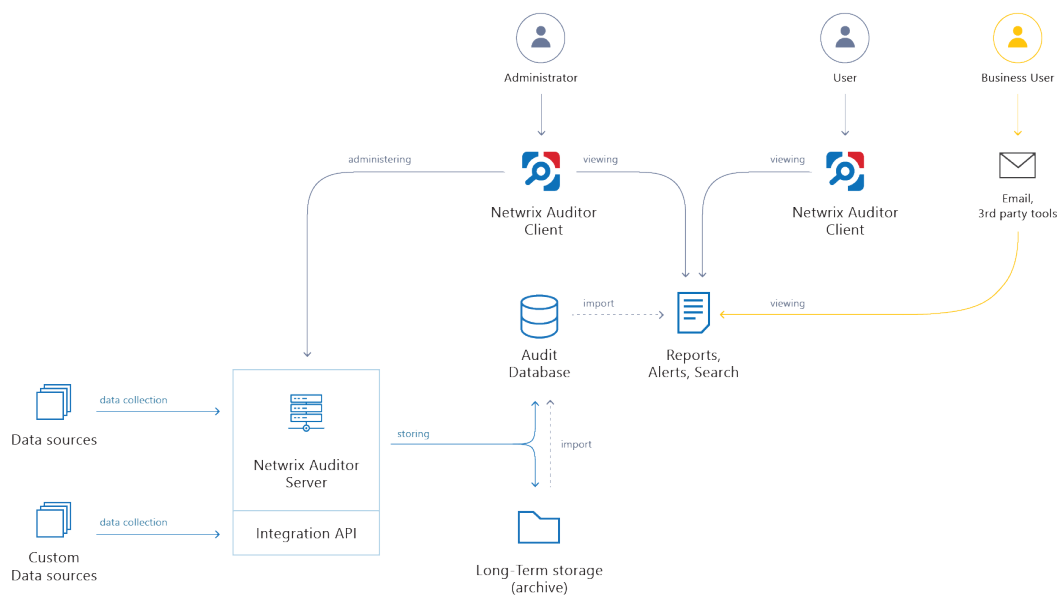 Administrator
User
Business User
administering
viewing
viewing
Netwrix Auditor
Client
Netwrix Auditor
Client
Email,
3rd party tools
import
viewing
Audit
Database
Reports,
Alerts, Search
data collection
Data sources
storing
import
Netwrix Auditor
Server
data collection
Integration API
Custom
Data sources
Long-Term storage
(archive)